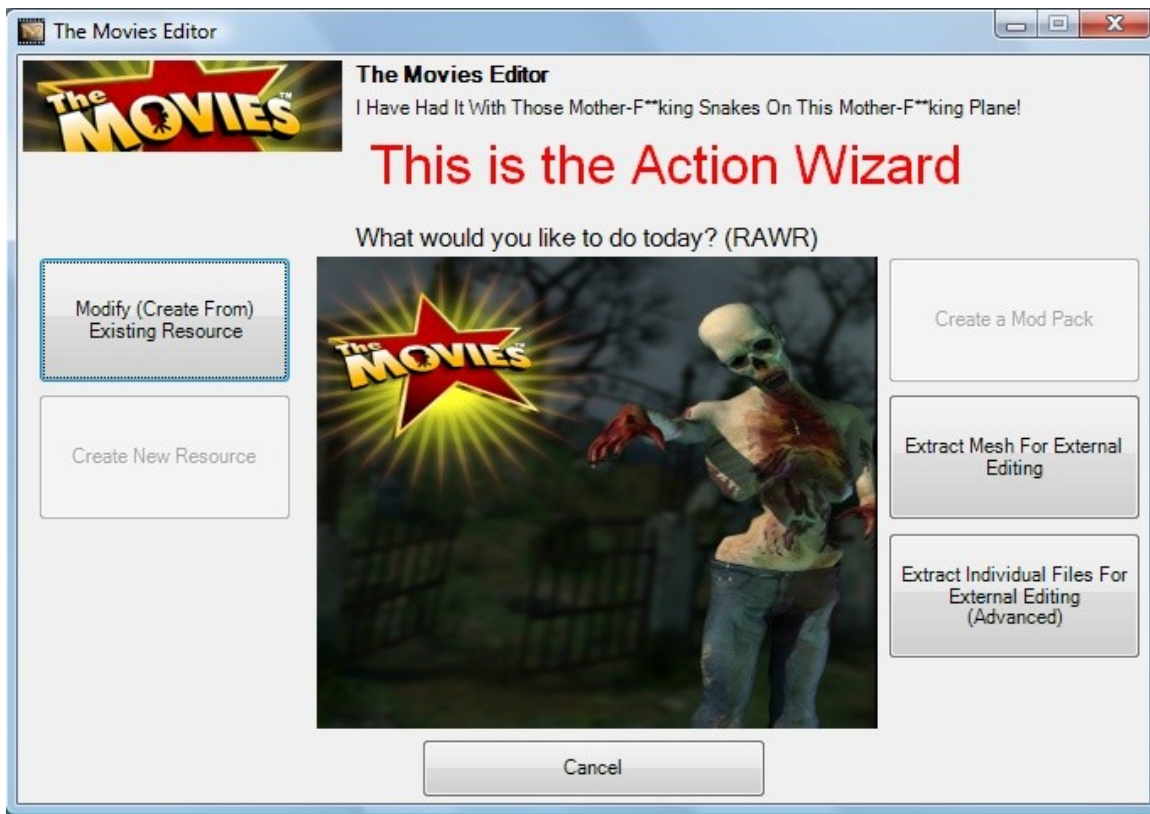 The Movies Editor
The MOVIES™
The Movies Editor
I Have Had It With Those Mother-F**king Snakes On This Mother-F**king Plane!
This is the Action Wizard
What would you like to do today? (RAWR)
Modify (Create From)
Existing Resource
Create New Resource
The MOVIES™
Create a Mod Pack
Extract Mesh For External
Editing
Extract Individual Files For
External Editing
(Advanced)
Cancel